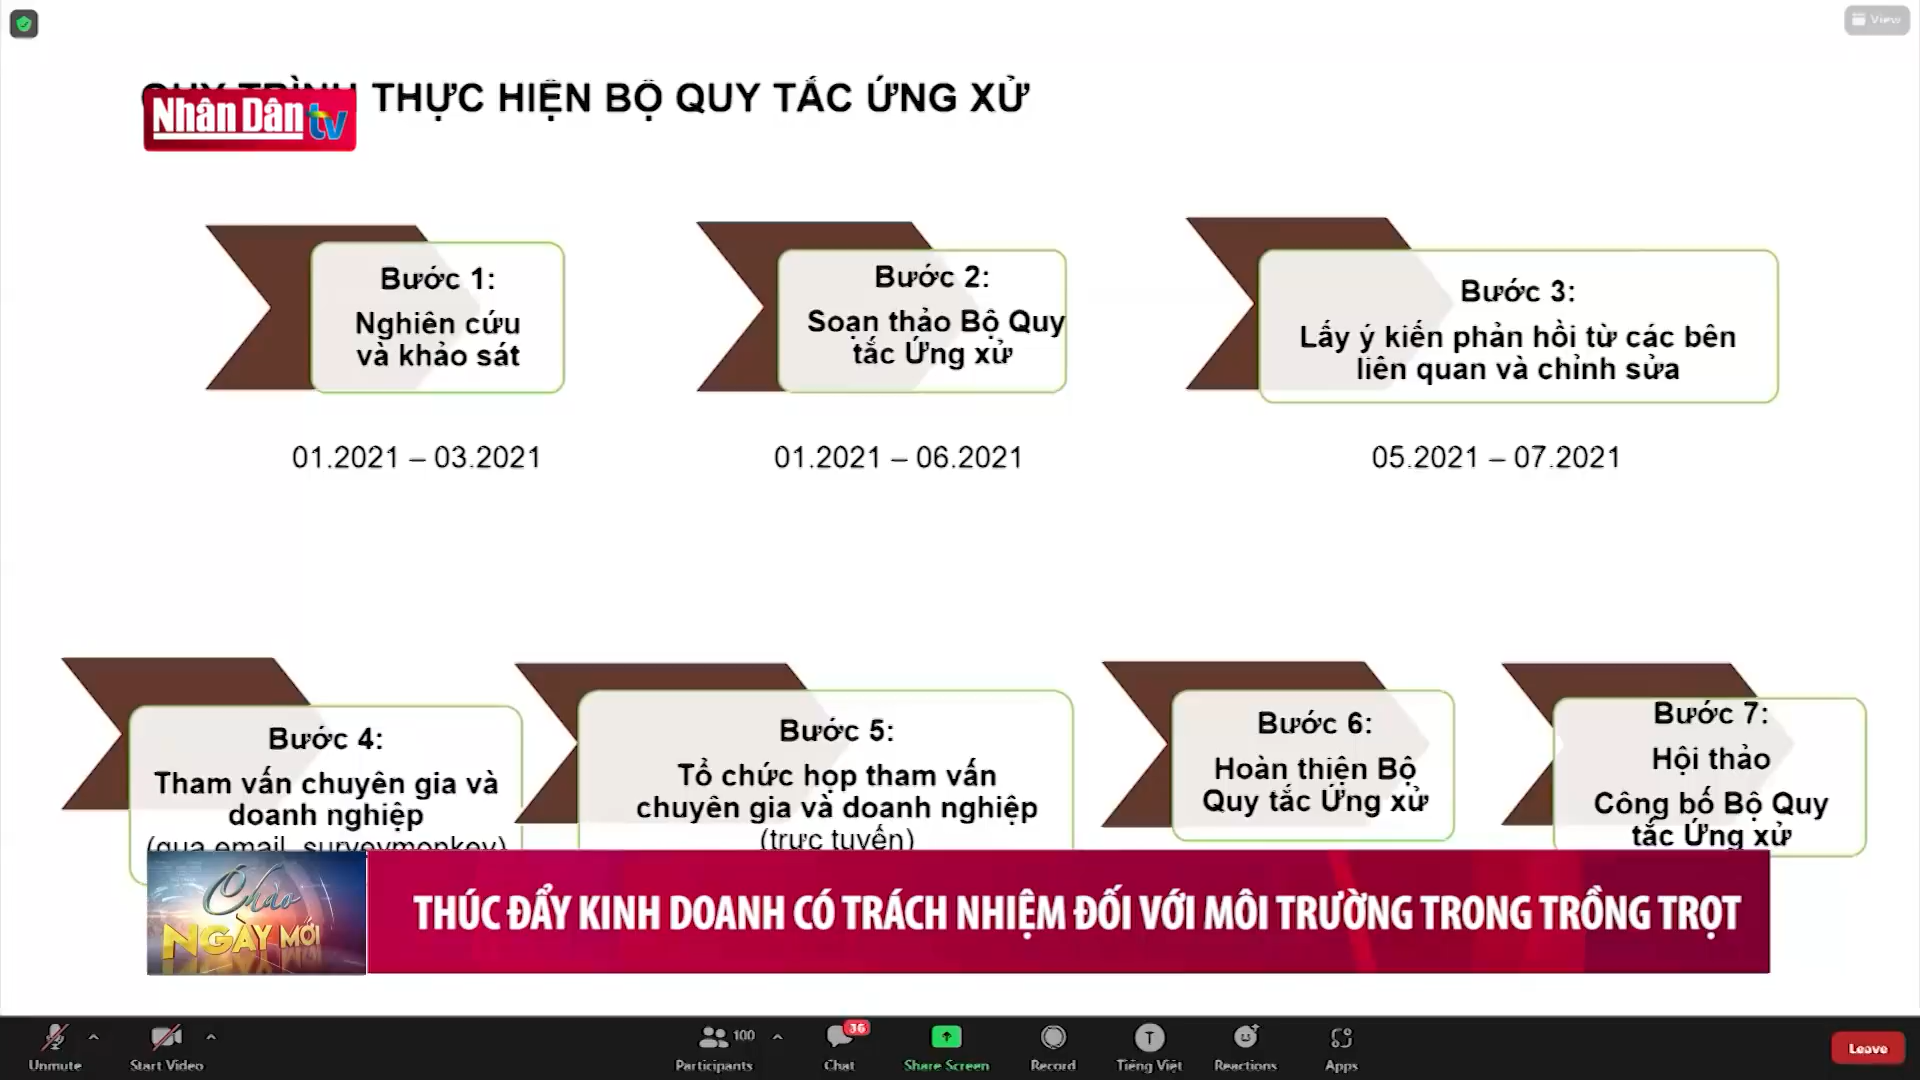 View
QUY TRÌNH THỰC HIỆN BỘ QUY TẮC ỨNG XỬ
Nhân Dân tv
Bước 1:
Nghiên cứu
và khảo sát
01.2021 – 03.2021
Bước 2:
Soạn thảo Bộ Quy
tắc Ứng xử
01.2021 – 06.2021
Bước 3:
Lấy ý kiến phản hồi từ các bên
liên quan và chỉnh sửa
05.2021 – 07.2021
Bước 4:
Tham vấn chuyên gia và
doanh nghiệp
(qua email, surveymonkey)
Bước 5:
Tổ chức họp tham vấn
chuyên gia và doanh nghiệp
(trực tuyến)
Bước 6:
Hoàn thiện Bộ
Quy tắc Ứng xử
Bước 7:
Hội thảo
Công bố Bộ Quy
tắc Ứng xử
Chào
NGÀY MỚI
THÚC ĐẨY KINH DOANH CÓ TRÁCH NHIỆM ĐỐI VỚI MÔI TRƯỜNG TRONG TRỒNG TRỌT
Unmute
Start Video
100
Participants
36
Chat
Share Screen
Record
T
Tiếng Việt
Reactions
Apps
Leave